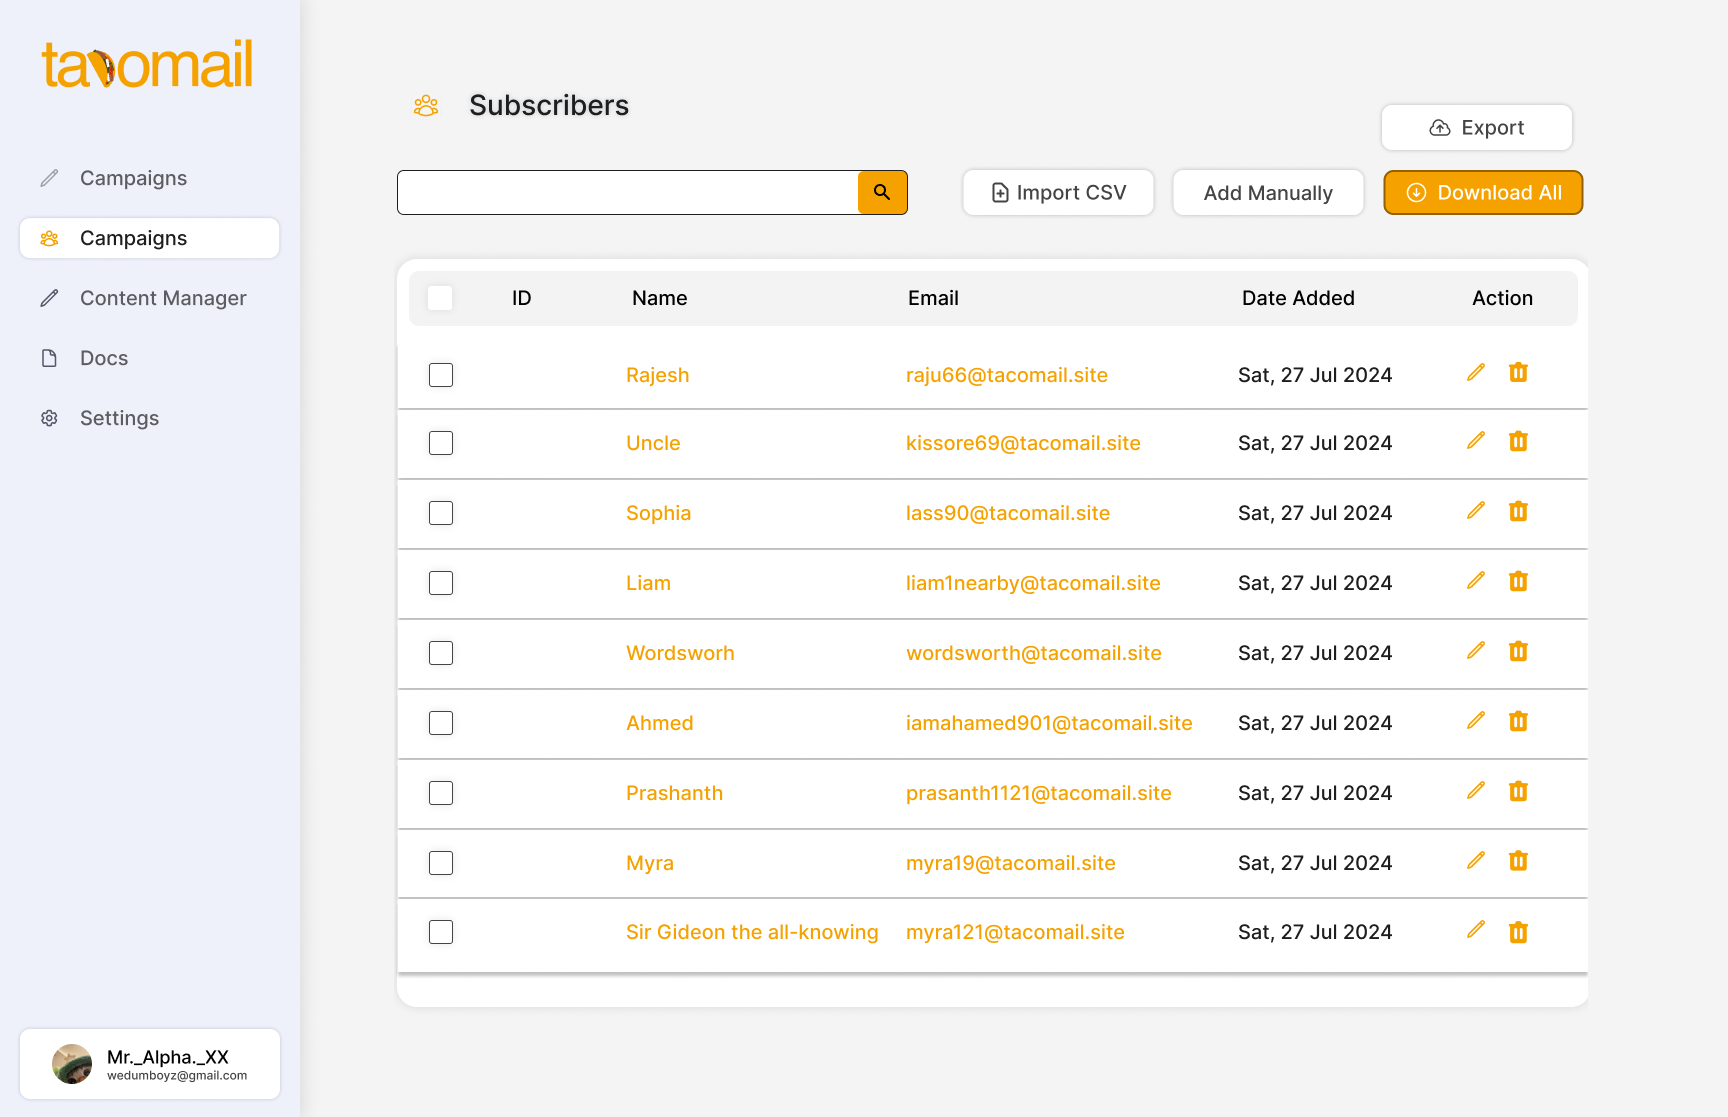 tacomail
Campaigns
Campaigns
Content Manager
Docs
Settings
Mr._Alpha._XX
wedumboyz@gmail.com
Subscribers
Export
Import CSV
Add Manually
Download All
ID Name Email Date Added Action
Rajesh raju66@tacomail.site Sat, 27 Jul 2024
Uncle kissore69@tacomail.site Sat, 27 Jul 2024
Sophia lass90@tacomail.site Sat, 27 Jul 2024
Liam liam1nearby@tacomail.site Sat, 27 Jul 2024
Wordsworh wordsworth@tacomail.site Sat, 27 Jul 2024
Ahmed iamahamed901@tacomail.site Sat, 27 Jul 2024
Prashanth prasanth1121@tacomail.site Sat, 27 Jul 2024
Myra myra19@tacomail.site Sat, 27 Jul 2024
Sir Gideon the all-knowing myra121@tacomail.site Sat, 27 Jul 2024